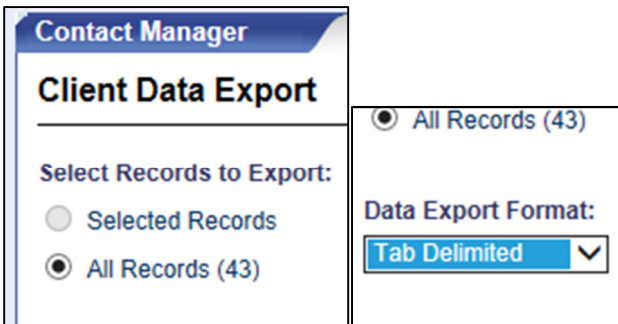 Contact Manager
Client Data Export
Select Records to Export:
Selected Records
All Records (43)
All Records (43)
Data Export Format:
Tab Delimited